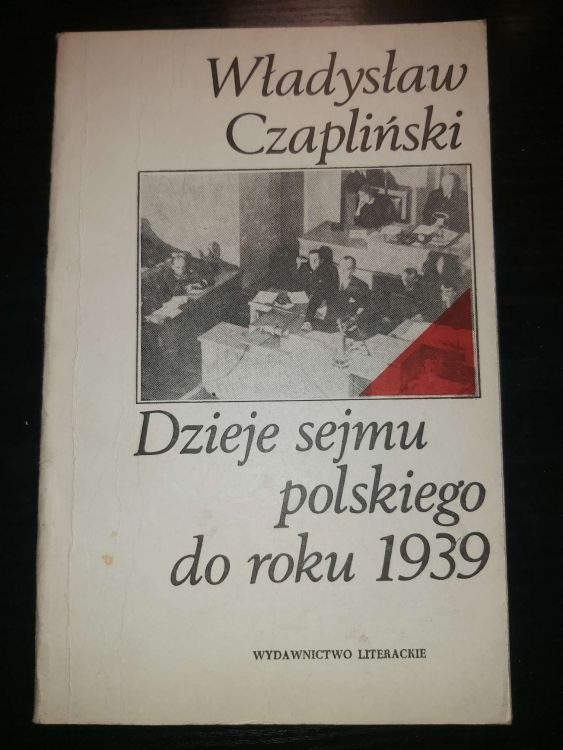 Władysław
Czapliński
Dzieje sejmu
polskiego
do roku 1939
WYDAWNICTWO LITERACKIE